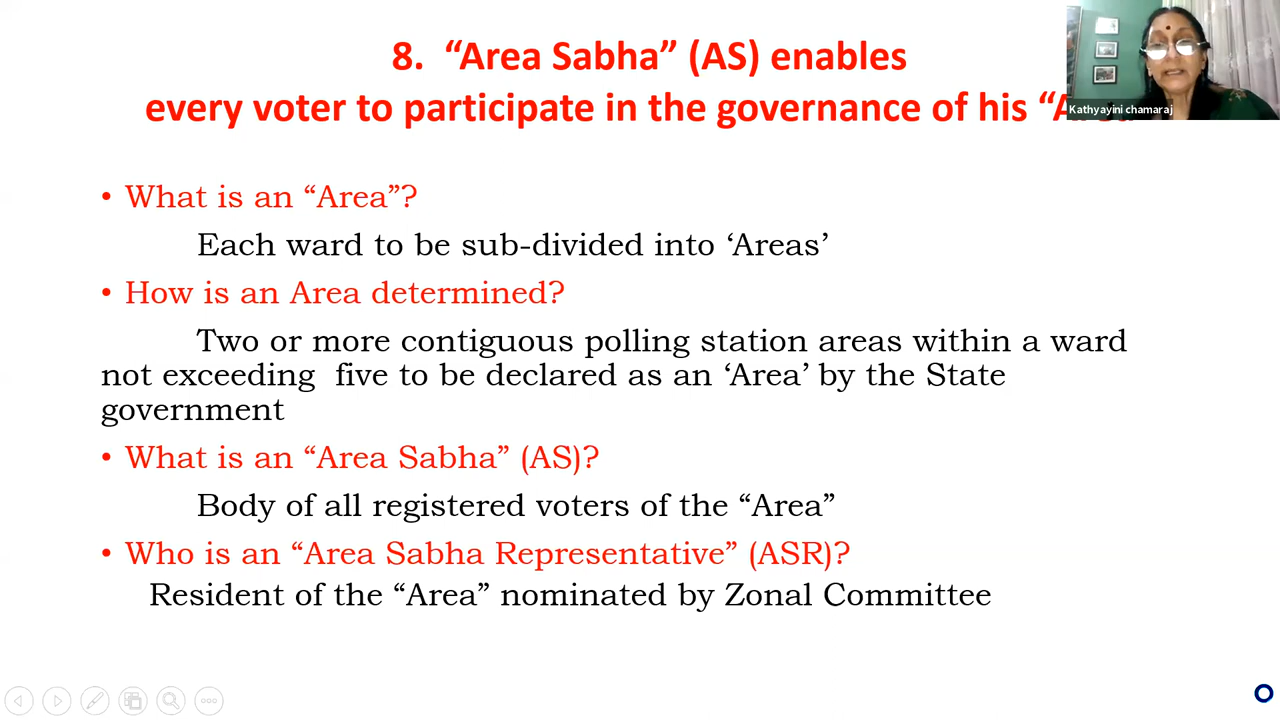 8. “Area Sabha” (AS) enables
every voter to participate in the governance of his
Kathyayini chamaraj
• What is an “Area”?
Each ward to be sub-divided into ‘Areas’
• How is an Area determined?
Two or more contiguous polling station areas within a ward
not exceeding five to be declared as an ‘Area’ by the State
government
• What is an “Area Sabha” (AS)?
Body of all registered voters of the “Area”
• Who is an “Area Sabha Representative” (ASR)?
Resident of the “Area” nominated by Zonal Committee